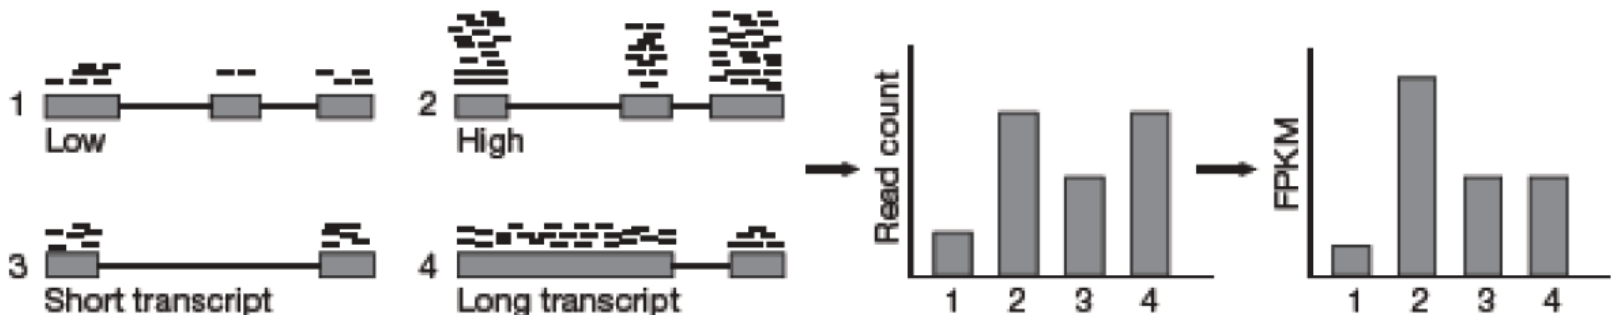 1
Low
2
High
3
Short transcript
4
Long transcript
Read count
1 2 3 4
FPKM
1 2 3 4